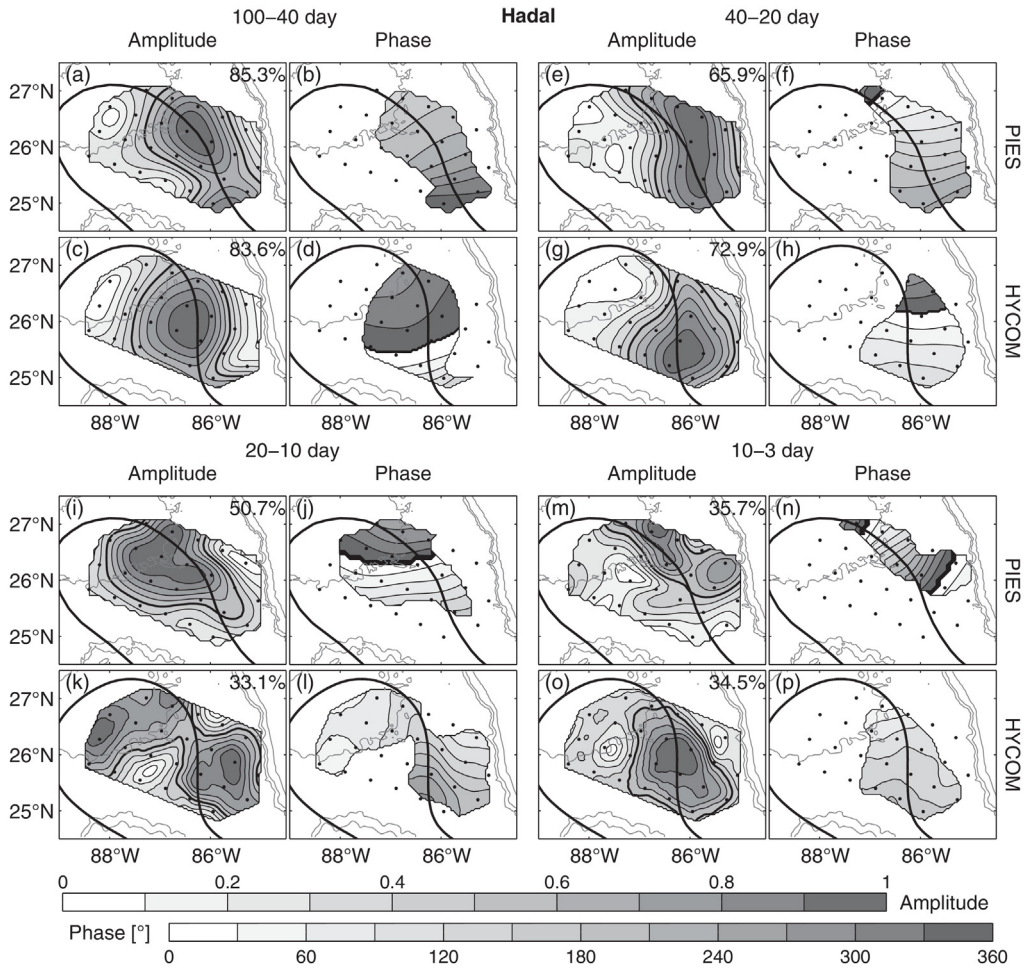 100–40 day Hadal 40–20 day
Amplitude Phase Amplitude Phase
(a) 85.3% (b) (e) 65.9% (f)
27°N
26°N
25°N
PIES
(c) 83.6% (d) (g) 72.9% (h)
27°N
26°N
25°N
HYCOM
88°W 86°W 88°W 86°W 88°W 86°W 88°W 86°W
20–10 day 10–3 day
Amplitude Phase Amplitude Phase
(i) 50.7% (j) (m) 35.7% (n)
27°N
26°N
25°N
PIES
(k) 33.1% (l) (o) 34.5% (p)
27°N
26°N
25°N
HYCOM
88°W 86°W 88°W 86°W 88°W 86°W 88°W 86°W
0 0.2 0.4 0.6 0.8 1
Amplitude
Phase [°]
0 60 120 180 240 300 360